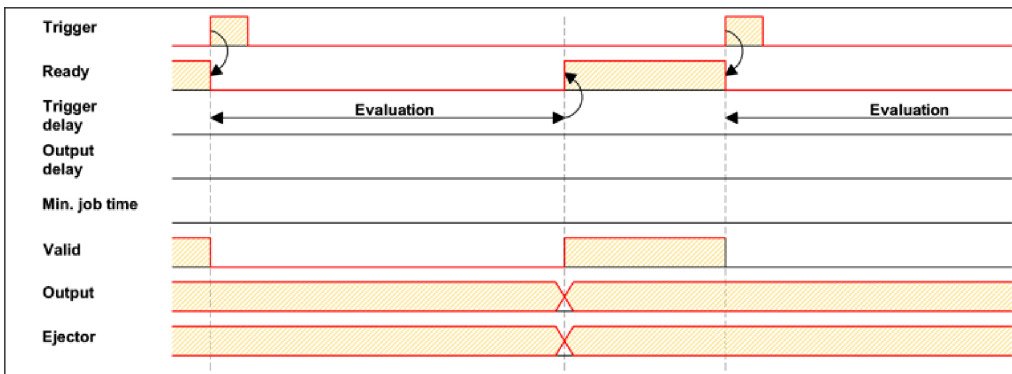 Trigger
Ready
Trigger
delay
Evaluation
Evaluation
Output
delay
Min. job time
Valid
Output
Ejector